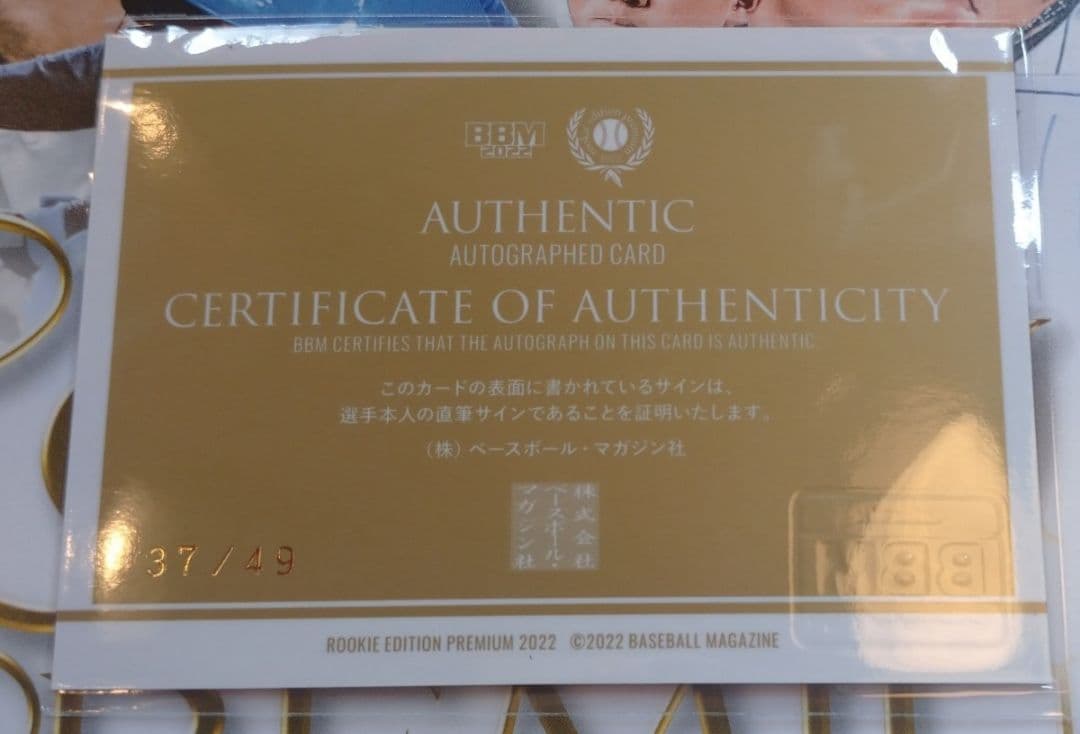 BBM
2022
AUTHENTIC
AUTOGRAPHED CARD
CERTIFICATE OF AUTHENTICITY
BBM CERTIFIES THAT THE AUTOGRAPH ON THIS CARD IS AUTHENTIC.
このカードの表面に書かれているサインは、
選手本人の直筆サインであることを証明いたします。
(株) ベースボール・マガジン社
株式会社
ベースボール・
マガジン社
37/49
BBM
ROOKIE EDITION PREMIUM 2022 ©2022 BASEBALL MAGAZINE